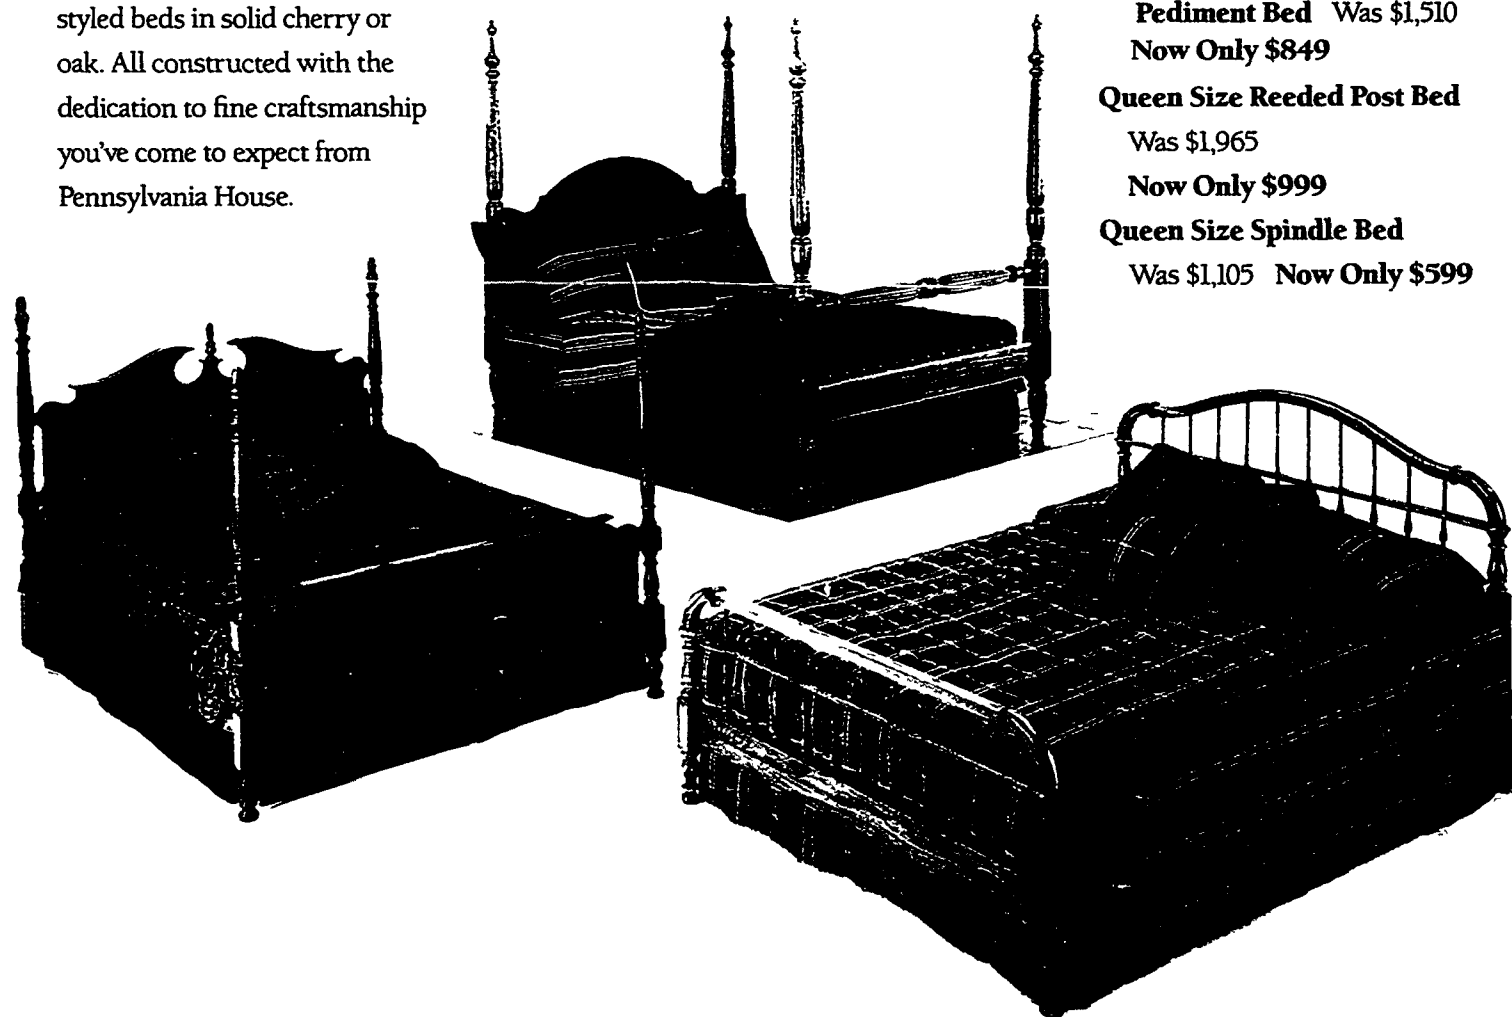 styled beds in solid cherry or
oak. All constructed with the
dedication to fine craftsmanship
you've come to expect from
Pennsylvania House.
Pediment Bed Was $1,510
Now Only $849
Queen Size Reeded Post Bed
Was $1,965
Now Only $999
Queen Size Spindle Bed
Was $1,105 Now Only $599